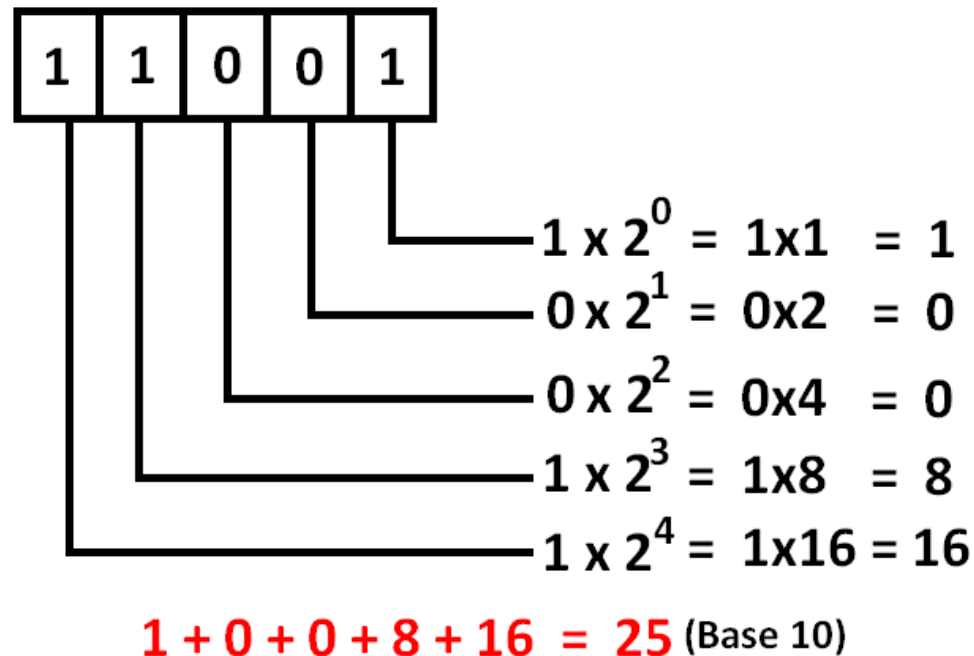 1 1 0 0 1
1 x 2⁰ = 1x1 = 1
0 x 2¹ = 0x2 = 0
0 x 2² = 0x4 = 0
1 x 2³ = 1x8 = 8
1 x 2⁴ = 1x16 = 16
1 + 0 + 0 + 8 + 16 = 25 (Base 10)